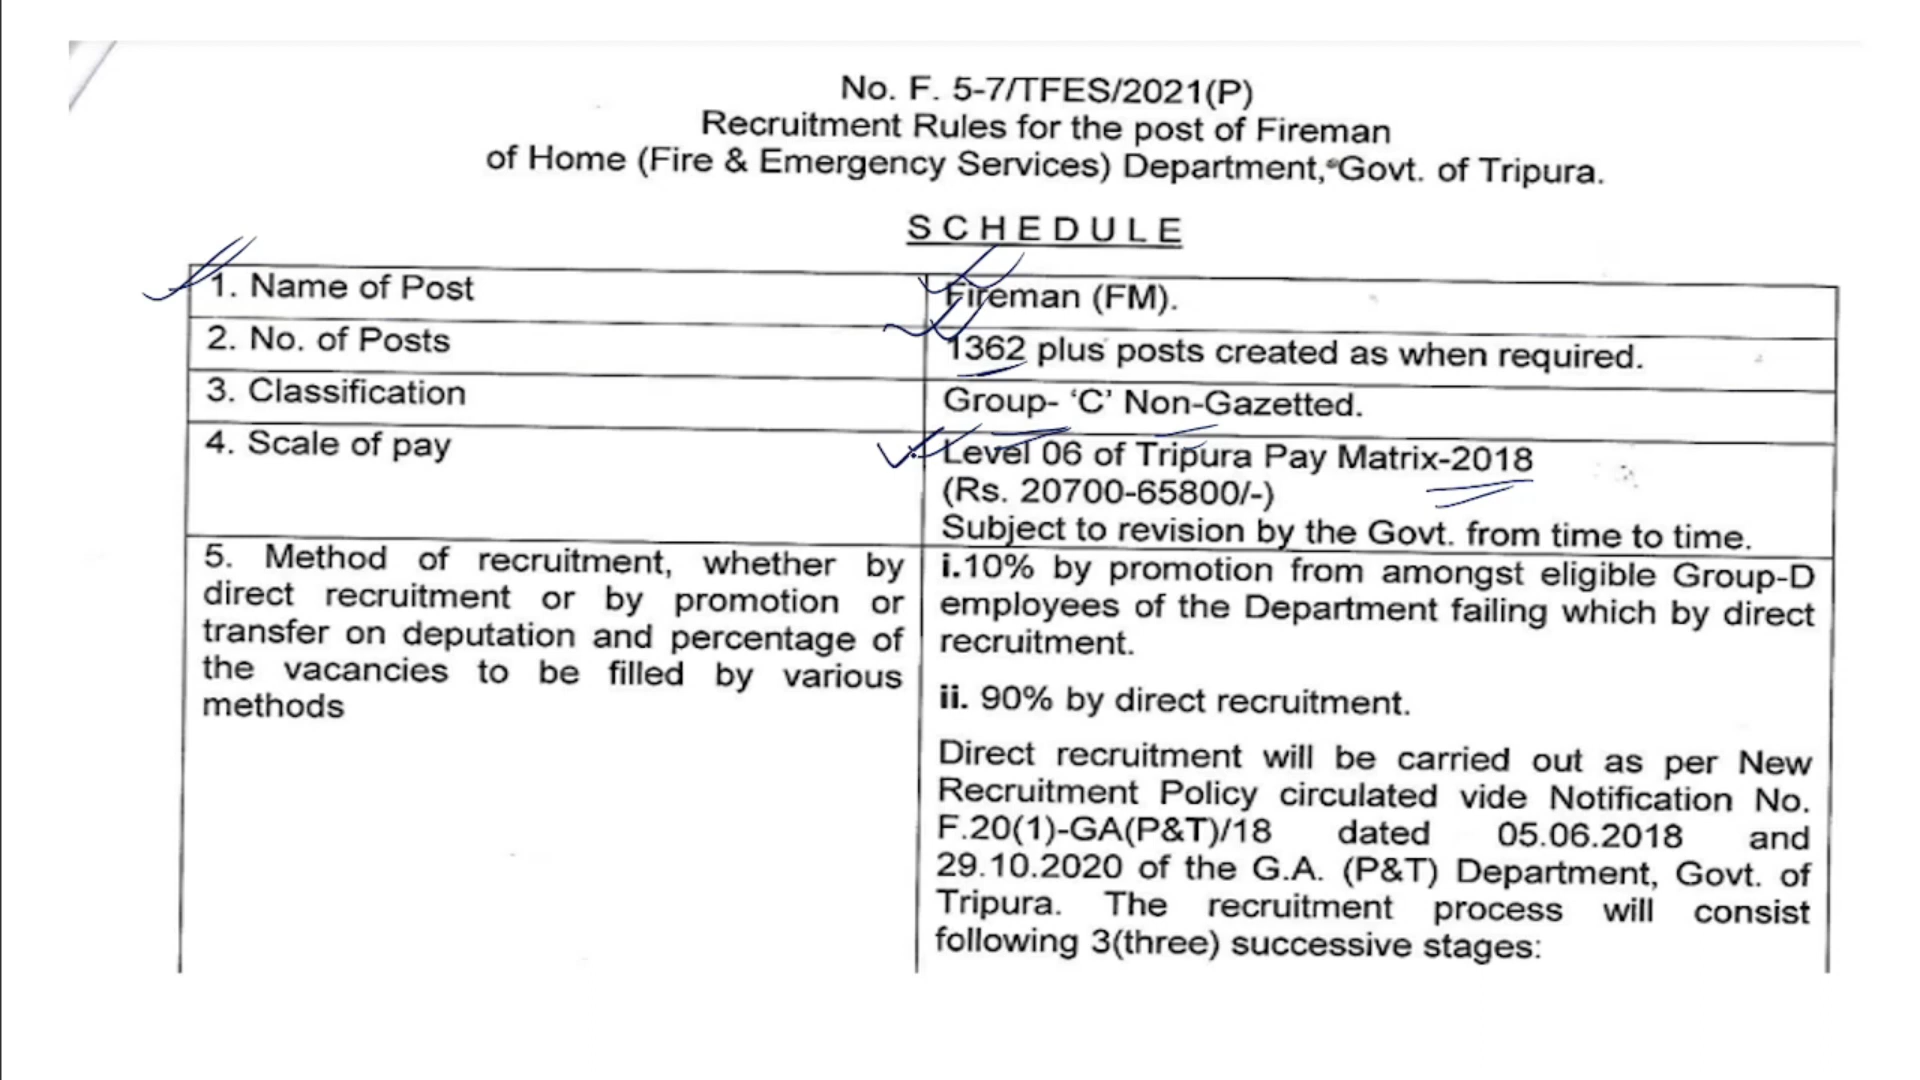 No. F. 5-7/TFES/2021(P)
Recruitment Rules for the post of Fireman
of Home (Fire & Emergency Services) Department, Govt. of Tripura.
SCHEDULE
1. Name of Post
Fireman (FM).
2. No. of Posts
1362 plus posts created as when required.
3. Classification
Group- ‘C’ Non-Gazetted.
4. Scale of pay
Level 06 of Tripura Pay Matrix-2018
(Rs. 20700-65800/-)
Subject to revision by the Govt. from time to time.
5. Method of recruitment, whether by
direct recruitment or by promotion or
transfer on deputation and percentage of
the vacancies to be filled by various
methods
i.10% by promotion from amongst eligible Group-D
employees of the Department failing which by direct
recruitment.
ii. 90% by direct recruitment.
Direct recruitment will be carried out as per New
Recruitment Policy circulated vide Notification No.
F.20(1)-GA(P&T)/18 dated 05.06.2018 and
29.10.2020 of the G.A. (P&T) Department, Govt. of
Tripura. The recruitment process will consist
following 3(three) successive stages: